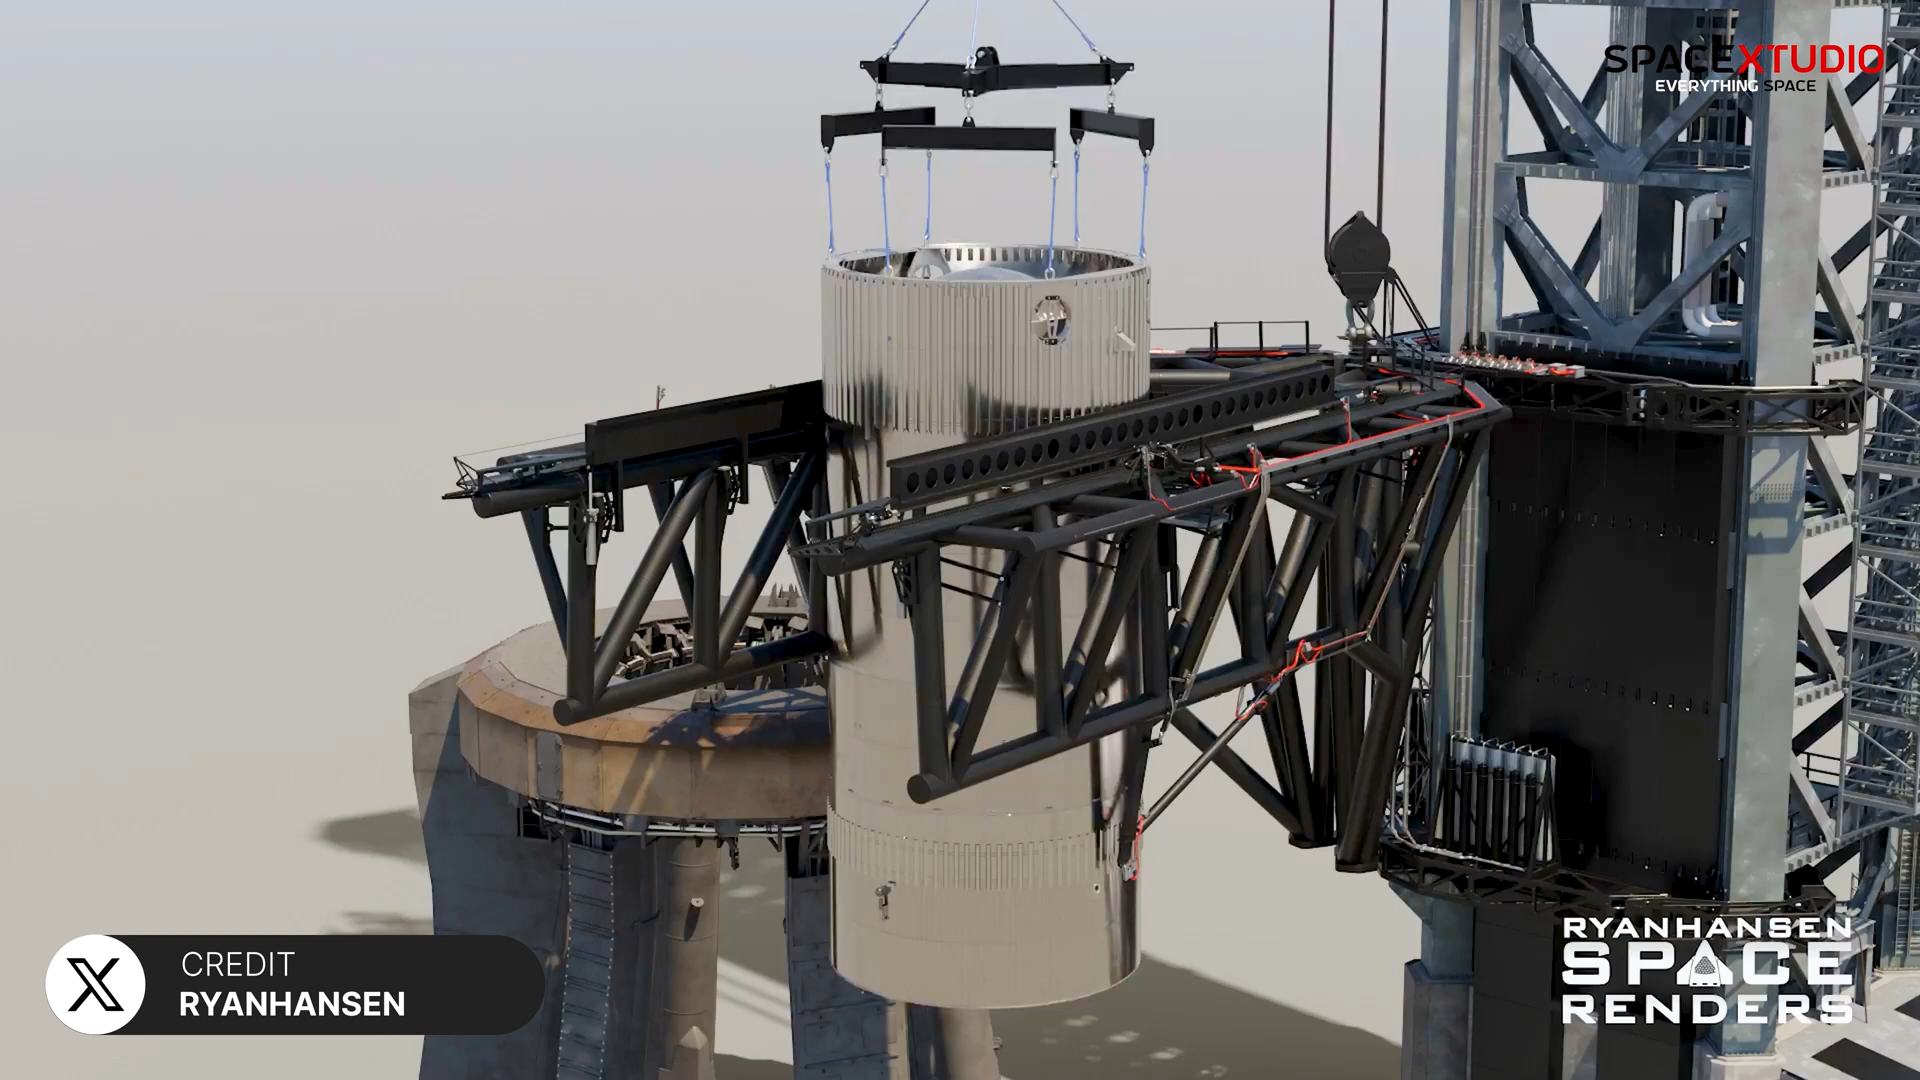 SPACEXTUDIO
EVERYTHING SPACE
CREDIT
RYANHANSEN
RYANHANSEN
SPACE
RENDERS